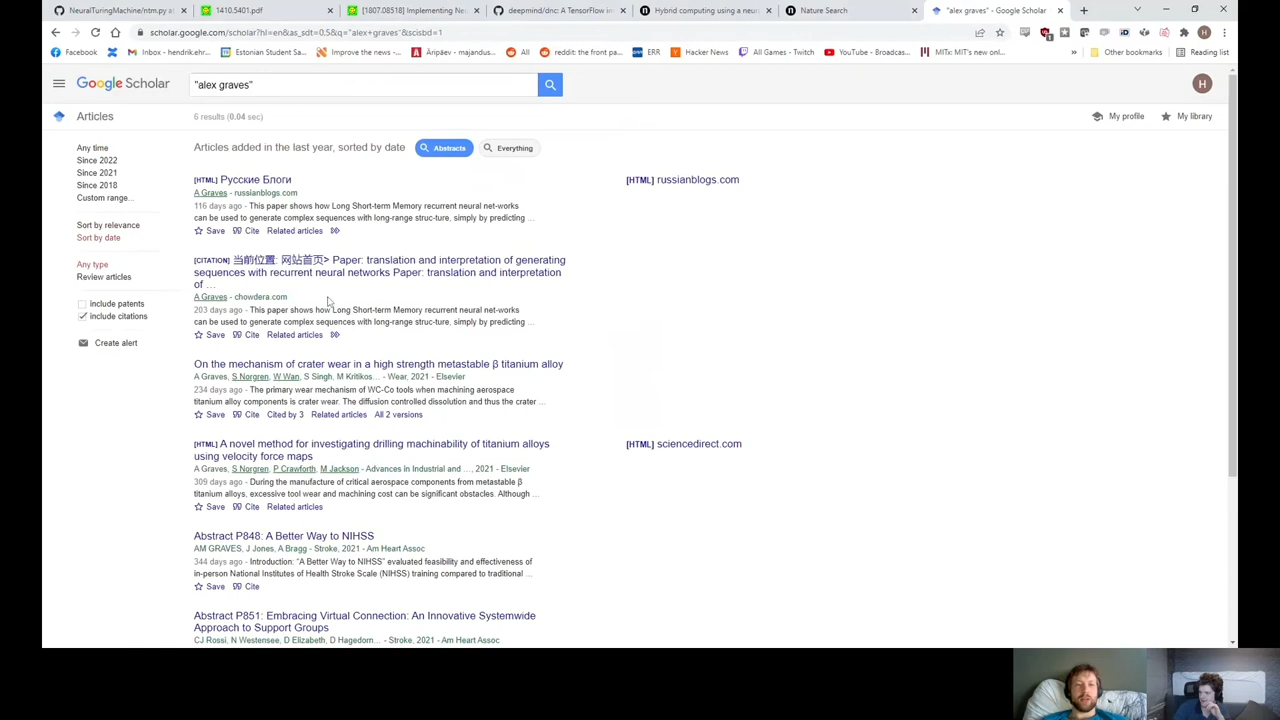 NeuralTuringMachine/ntm.py at
1410.5401.pdf
[1807.08518] Implementing Ne
deepmind/dnc: A TensorFlow im
Hybrid computing using a neur
Nature Search
"alex graves" - Google Scholar
scholar.google.com/scholar?hl=en&as_sdt=0,5&q="alex+graves"&scisbd=1
Facebook
Inbox - hendrik.ehr...
Estonian Student Sa...
Improve the news -...
Äripäev - majandus...
All
reddit: the front pa...
ERR
Hacker News
All Games - Twitch
YouTube - Broadcas...
MITx: MIT's new onl...
Other bookmarks
Reading list
Google Scholar
"alex graves"
H
Articles
6 results (0.04 sec)
My profile
My library
Any time
Since 2022
Since 2021
Since 2018
Custom range...
Sort by relevance
Sort by date
Any type
Review articles
include patents
include citations
Create alert
Articles added in the last year, sorted by date
Abstracts
Everything
[HTML] Русские Блоги
A Graves - russianblogs.com
116 days ago - This paper shows how Long Short-term Memory recurrent neural net-works
can be used to generate complex sequences with long-range struc-ture, simply by predicting ...
Save Cite Related articles
[HTML] russianblogs.com
[CITATION] 当前位置: 网站首页> Paper: translation and interpretation of generating
sequences with recurrent neural networks Paper: translation and interpretation
of ...
A Graves - chowdera.com
203 days ago - This paper shows how Long Short-term Memory recurrent neural net-works
can be used to generate complex sequences with long-range struc-ture, simply by predicting ...
Save Cite Related articles
On the mechanism of crater wear in a high strength metastable β titanium alloy
A Graves, S Norgren, W Wan, S Singh, M Kritikos... - Wear, 2021 - Elsevier
234 days ago - The primary wear mechanism of WC-Co tools when machining aerospace
titanium alloy components is crater wear. The diffusion controlled dissolution and thus the crater ...
Save Cite Cited by 3 Related articles All 2 versions
[HTML] A novel method for investigating drilling machinability of titanium alloys
using velocity force maps
A Graves, S Norgren, P Crawforth, M Jackson - Advances in Industrial and ..., 2021 - Elsevier
309 days ago - During the manufacture of critical aerospace components from metastable β
titanium alloys, excessive tool wear and machining cost can be significant obstacles. Although ...
Save Cite Related articles
[HTML] sciencedirect.com
Abstract P848: A Better Way to NIHSS
AM GRAVES, J Jones, A Bragg - Stroke, 2021 - Am Heart Assoc
344 days ago - Introduction: “A Better Way to NIHSS” evaluated feasibility and effectiveness of
in-person National Institutes of Health Stroke Scale (NIHSS) training compared to traditional ...
Save Cite
Abstract P851: Embracing Virtual Connection: An Innovative Systemwide
Approach to Support Groups
CJ Rossi, N Westensee, D Elizabeth, D Hagedorn... - Stroke, 2021 - Am Heart Assoc